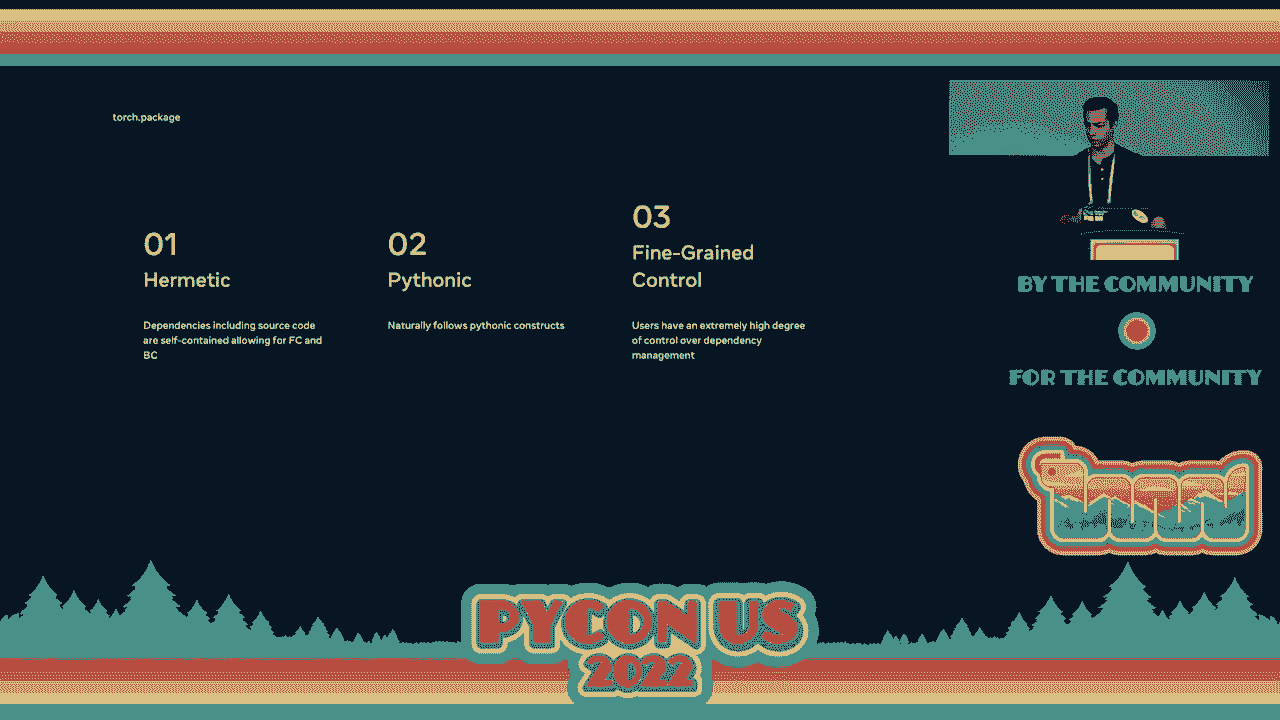 torch.package
01
Hermetic
Dependencies including source code
are self-contained allowing for FC and
BC
02
Pythonic
Naturally follows pythonic constructs
03
Fine-Grained
Control
Users have an extremely high degree
of control over dependency
management
BY THE COMMUNITY
FOR THE COMMUNITY
PYCON US
2022